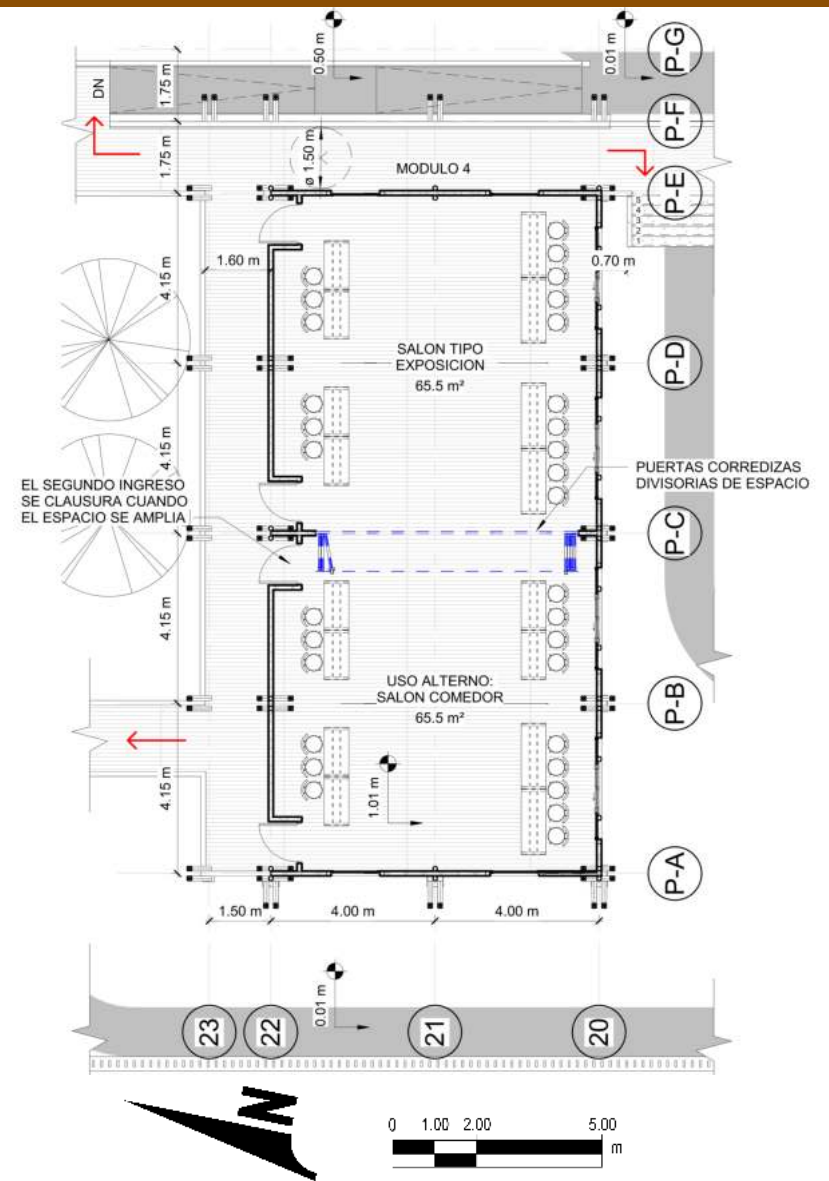 0.50 m
0.01 m
P-G
DN
1.75 m
P-F
1.75 m
ø 1.50 m
MODULO 4
P-E
5
4
3
2
1
1.60 m
0.70 m
4.15 m
SALON TIPO
EXPOSICION
65.5 m²
P-D
4.15 m
EL SEGUNDO INGRESO
SE CLAUSURA CUANDO
EL ESPACIO SE AMPLIA
PUERTAS CORREDIZAS
DIVISORIAS DE ESPACIO
P-C
4.15 m
USO ALTERNO:
SALON COMEDOR
65.5 m²
P-B
1.01 m
4.15 m
P-A
1.50 m
4.00 m
4.00 m
0.01 m
23
22
21
20
N
0 1.00 2.00 5.00
m